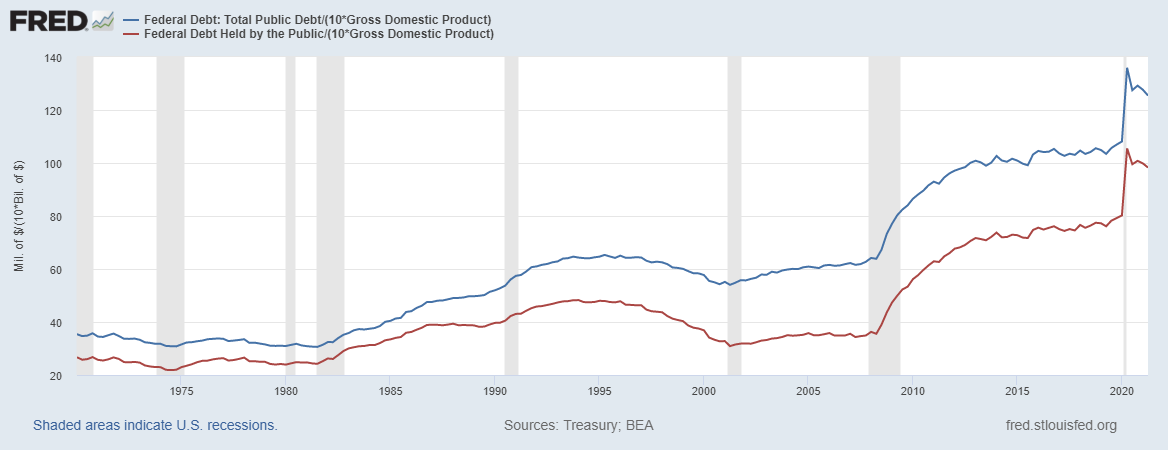 FRED
Federal Debt: Total Public Debt/(10*Gross Domestic Product)
Federal Debt Held by the Public/(10*Gross Domestic Product)
Mil. of $/(10*Bil. of $)
140
120
100
80
60
40
20
1975
1980
1985
1990
1995
2000
2005
2010
2015
2020
Shaded areas indicate U.S. recessions.
Sources: Treasury; BEA
fred.stlouisfed.org